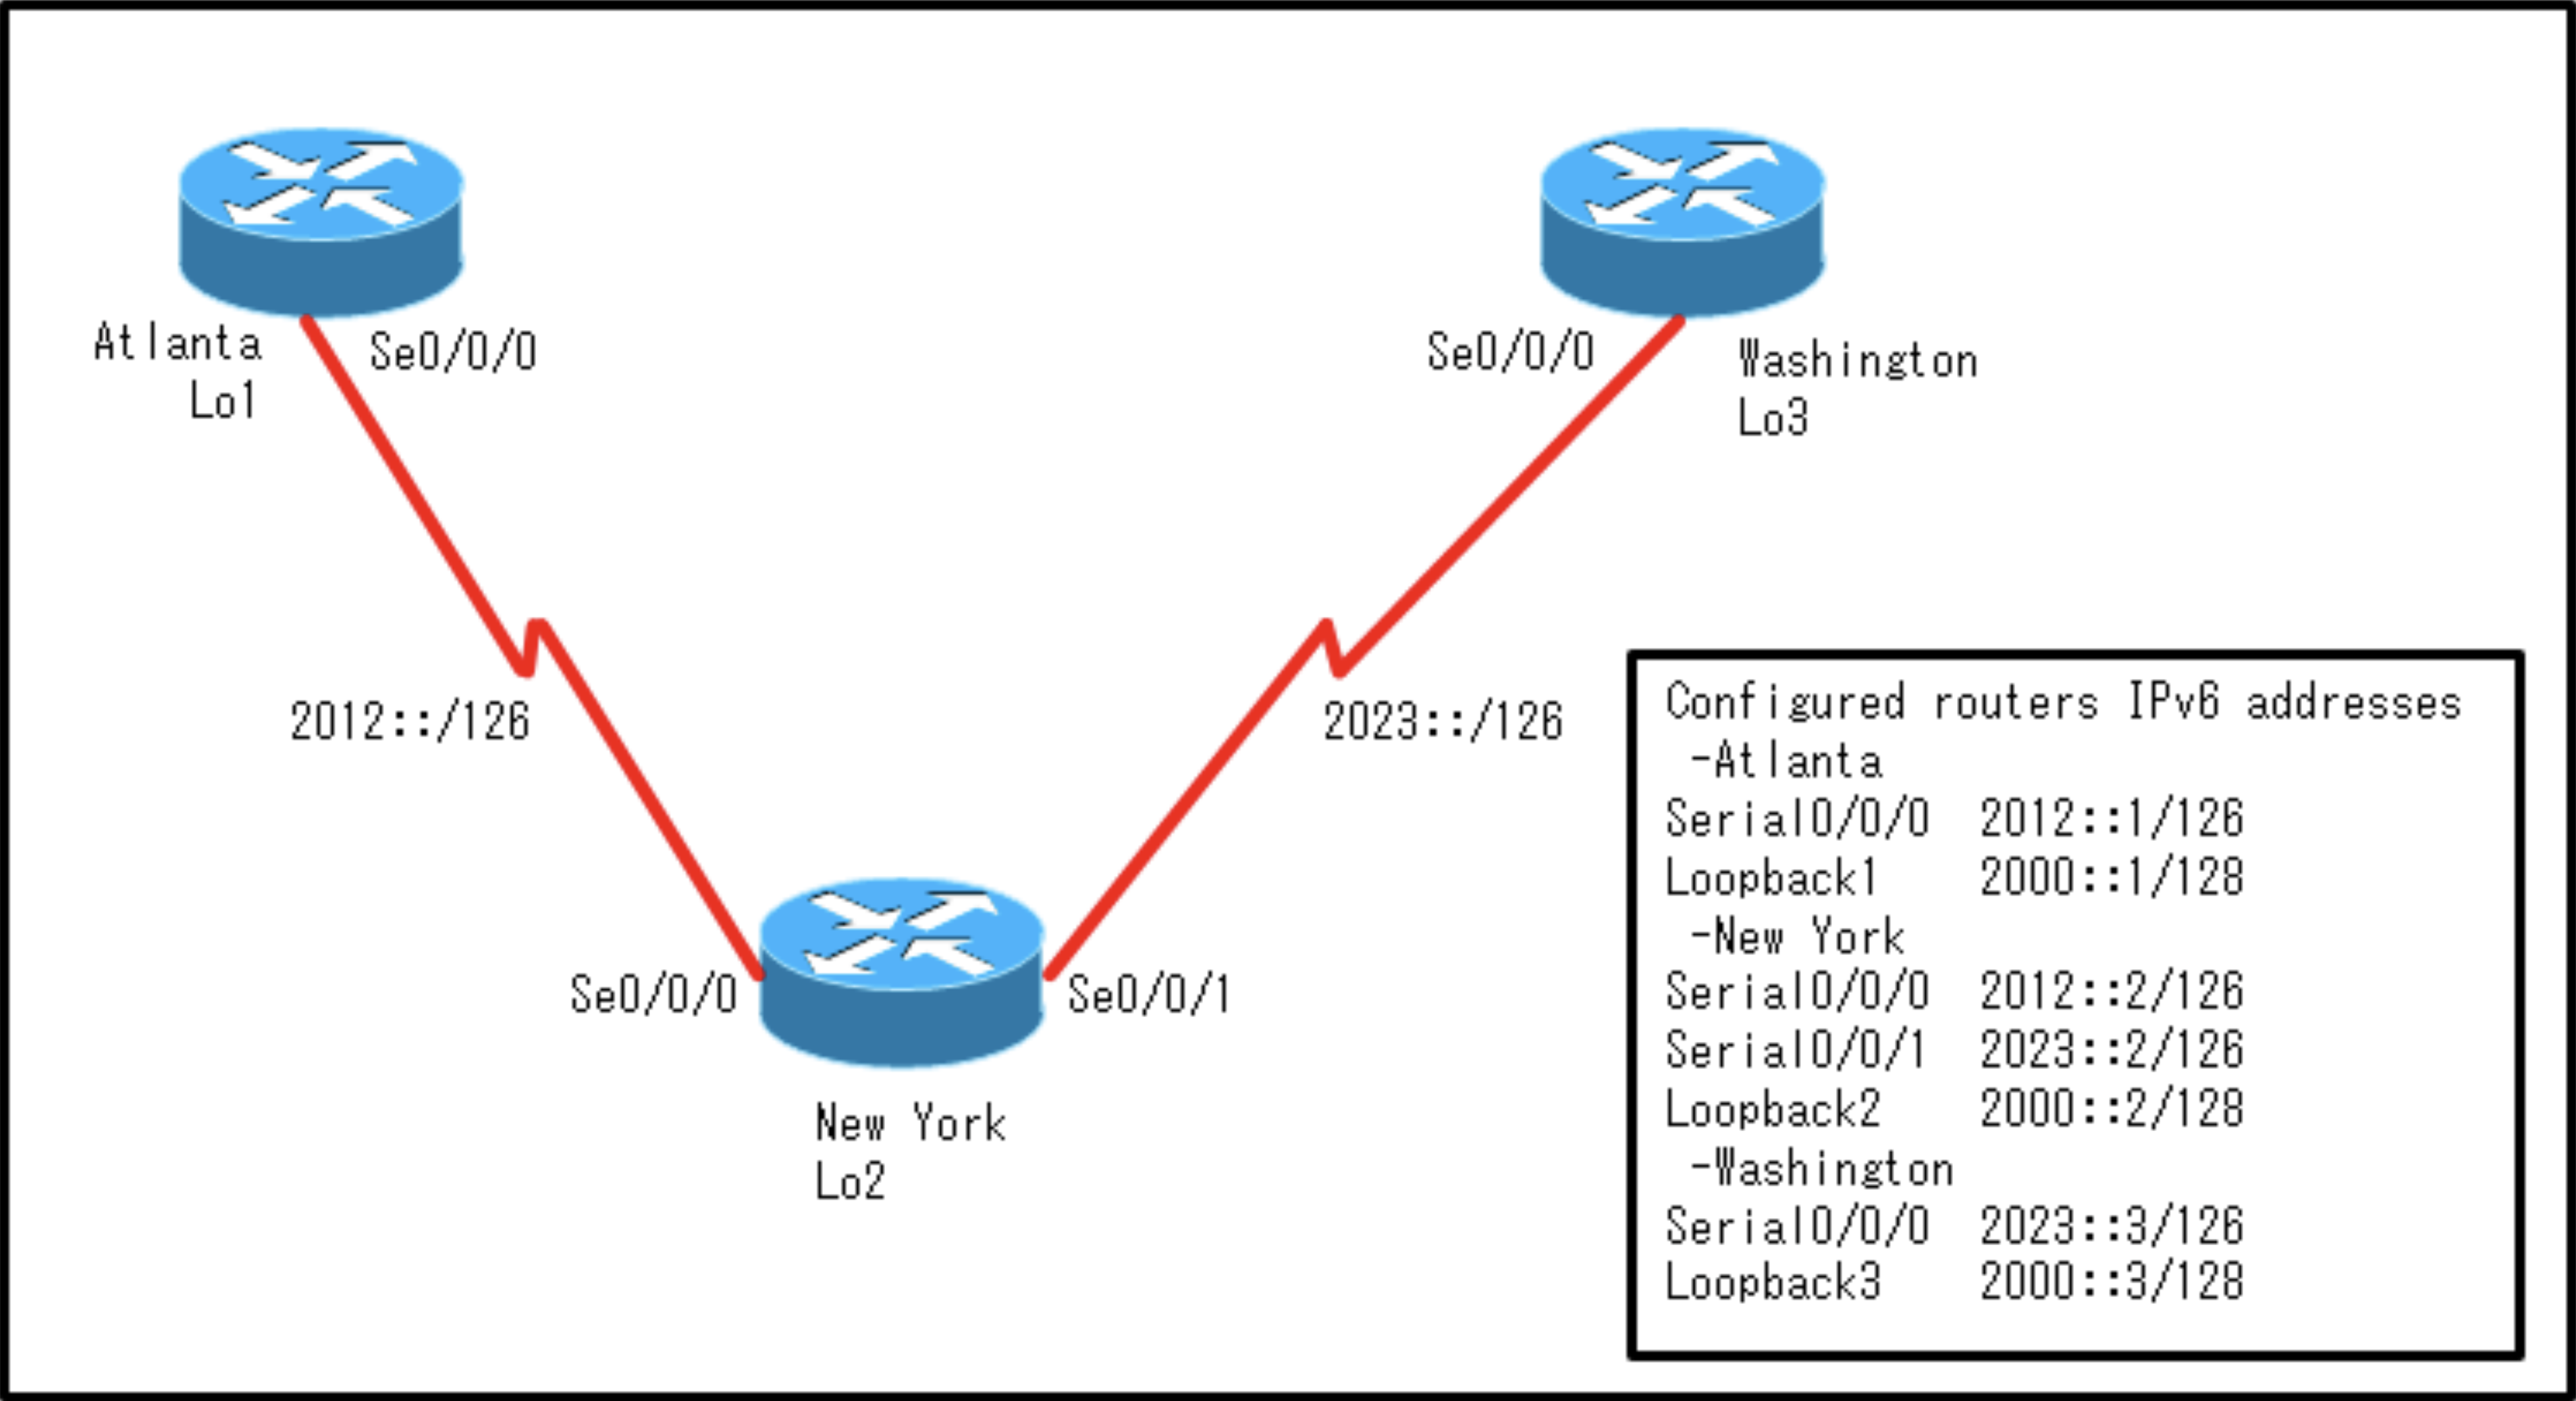 Atlanta
Lo1
Se0/0/0
Se0/0/0
Washington
Lo3
2012::/126
2023::/126
Se0/0/0
Se0/0/1
New York
Lo2
Configured routers IPv6 addresses
-Atlanta
Serial0/0/0 2012::1/126
Loopback1 2000::1/128
-New York
Serial0/0/0 2012::2/126
Serial0/0/1 2023::2/126
Loopback2 2000::2/128
-Washington
Serial0/0/0 2023::3/126
Loopback3 2000::3/128